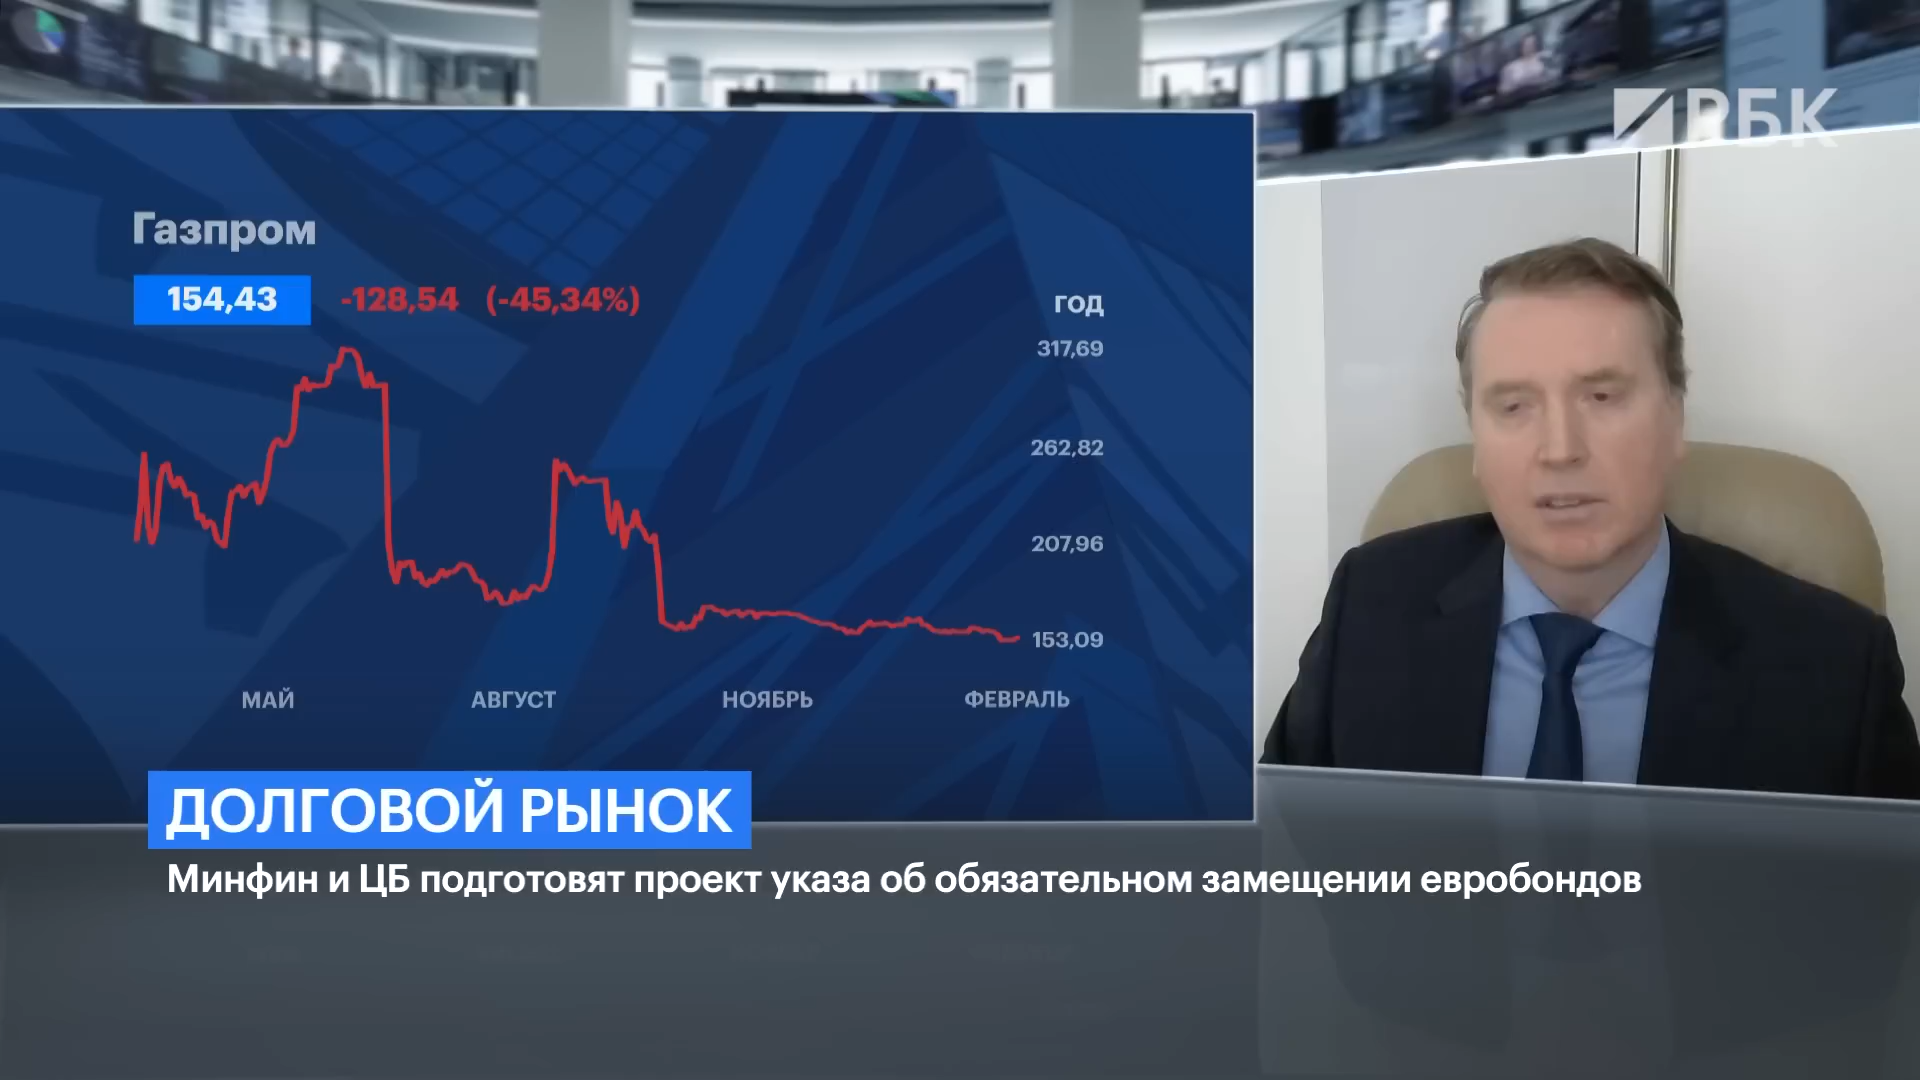 РБК
Газпром
154,43 -128,54 (-45,34%)
ГОД
317,69
262,82
207,96
153,09
МАЙ АВГУСТ НОЯБРЬ ФЕВРАЛЬ
ДОЛГОВОЙ РЫНОК
Минфин и ЦБ подготовят проект указа об обязательном замещении евробондов